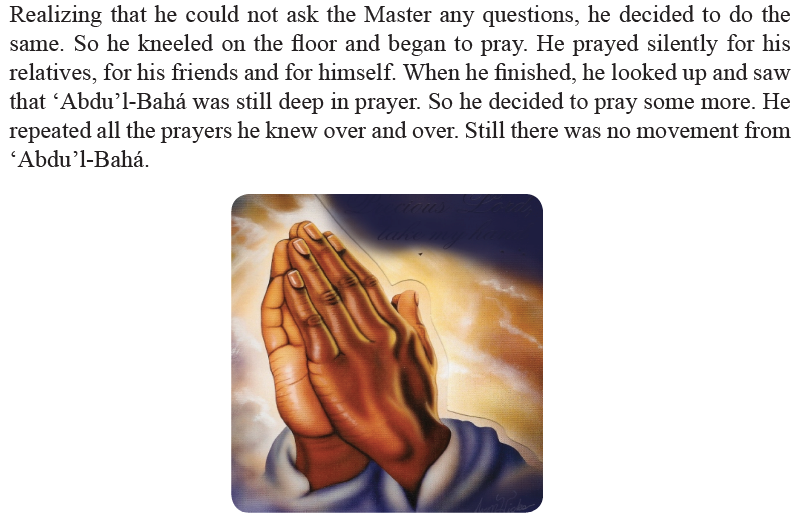 Realizing that he could not ask the Master any questions, he decided to do the
same. So he kneeled on the floor and began to pray. He prayed silently for his
relatives, for his friends and for himself. When he finished, he looked up and saw
that ‘Abdu’l-Bahá was still deep in prayer. So he decided to pray some more. He
repeated all the prayers he knew over and over. Still there was no movement from
‘Abdu’l-Bahá.